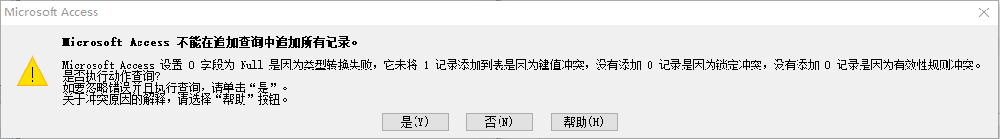 Microsoft Access
Microsoft Access 不能在追加查询中追加所有记录。
Microsoft Access 设置 0 字段为 Null 是因为类型转换失败，它未将 1 记录添加到表是因为键值冲突，没有添加 0 记录是因为锁定冲突，没有添加 0 记录是因为有效性规则冲突。
是否执行动作查询?
如要忽略错误并且执行查询，请单击“是”。
关于冲突原因的解释，请选择“帮助”按钮。
是(Y) 否(N) 帮助(H)